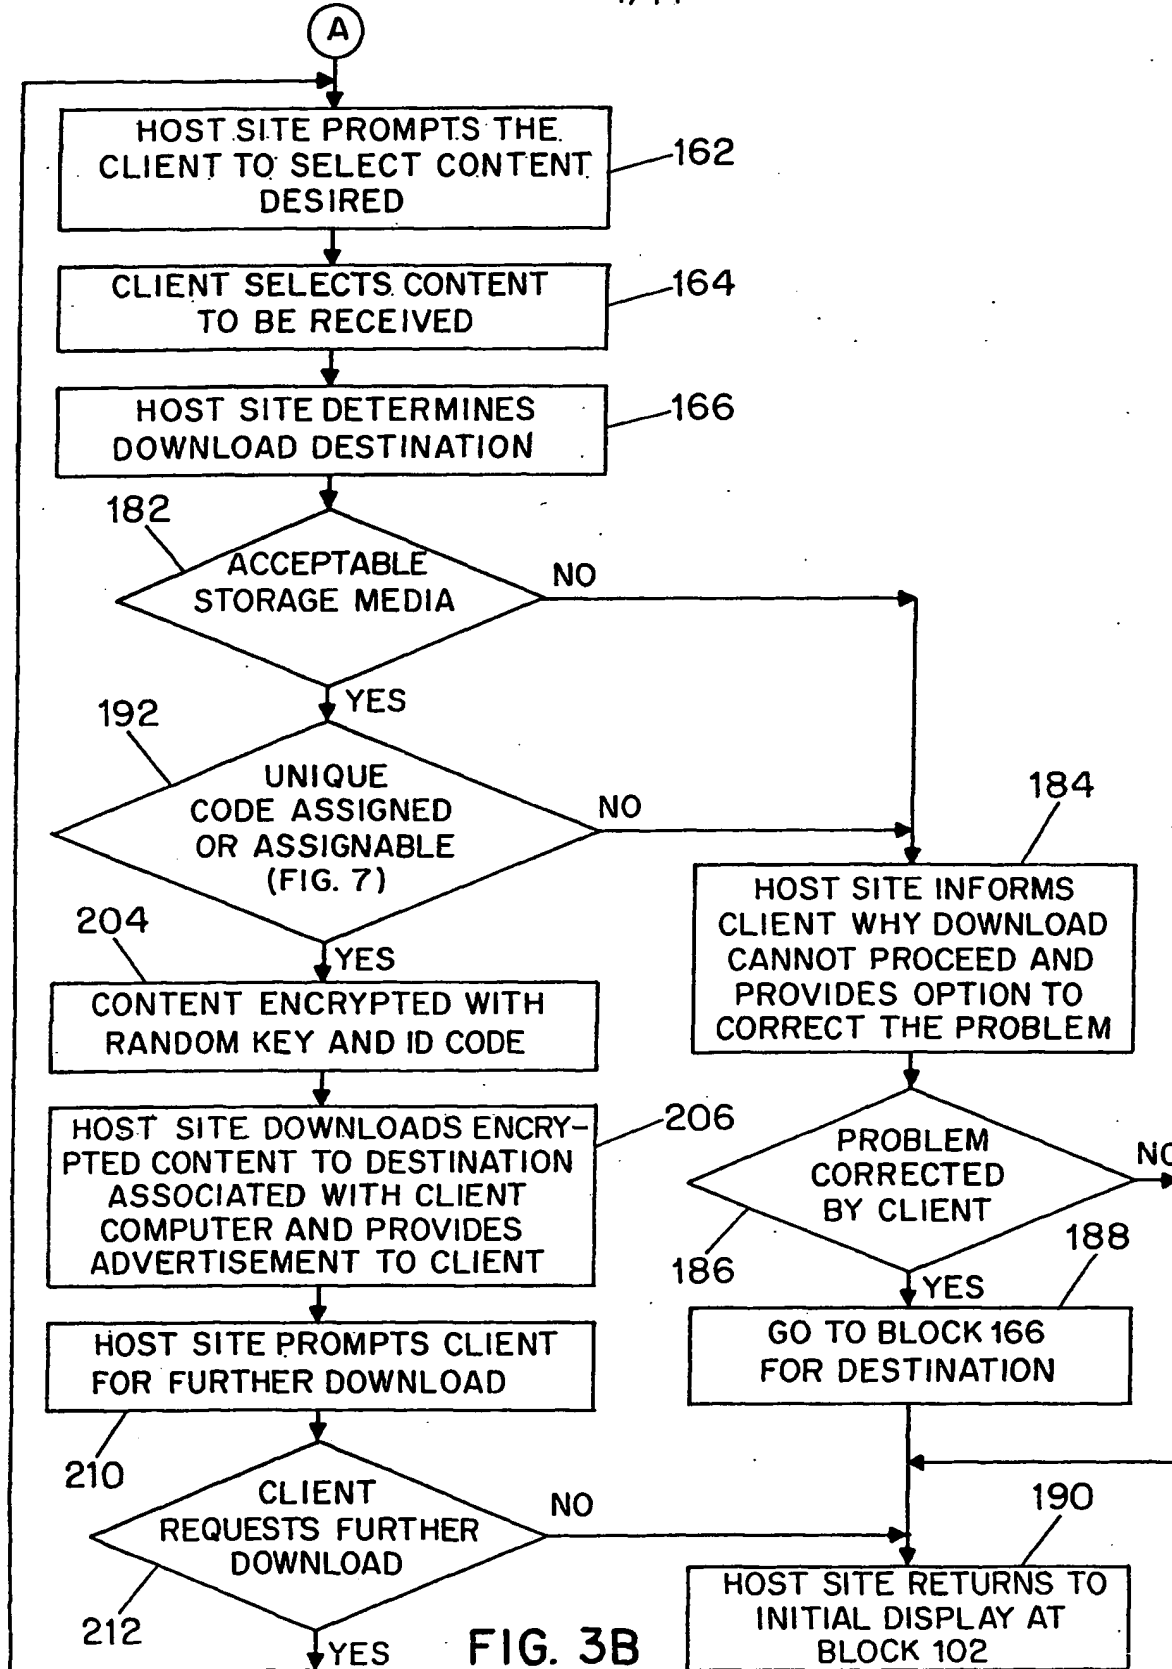 A
HOST SITE PROMPTS THE
CLIENT TO SELECT CONTENT
DESIRED
162
CLIENT SELECTS CONTENT
TO BE RECEIVED
164
HOST SITE DETERMINES
DOWNLOAD DESTINATION
166
182
ACCEPTABLE
STORAGE MEDIA
NO
YES
192
UNIQUE
CODE ASSIGNED
OR ASSIGNABLE
(FIG. 7)
NO
YES
184
HOST SITE INFORMS
CLIENT WHY DOWNLOAD
CANNOT PROCEED AND
PROVIDES OPTION TO
CORRECT THE PROBLEM
204
CONTENT ENCRYPTED WITH
RANDOM KEY AND ID CODE
HOST SITE DOWNLOADS ENCRY-
PTED CONTENT TO DESTINATION
ASSOCIATED WITH CLIENT
COMPUTER AND PROVIDES
ADVERTISEMENT TO CLIENT
206
PROBLEM
CORRECTED
BY CLIENT
NO
186
YES
188
GO TO BLOCK 166
FOR DESTINATION
HOST SITE PROMPTS CLIENT
FOR FURTHER DOWNLOAD
210
CLIENT
REQUESTS FURTHER
DOWNLOAD
NO
212
YES
190
HOST SITE RETURNS TO
INITIAL DISPLAY AT
BLOCK 102
FIG. 3B